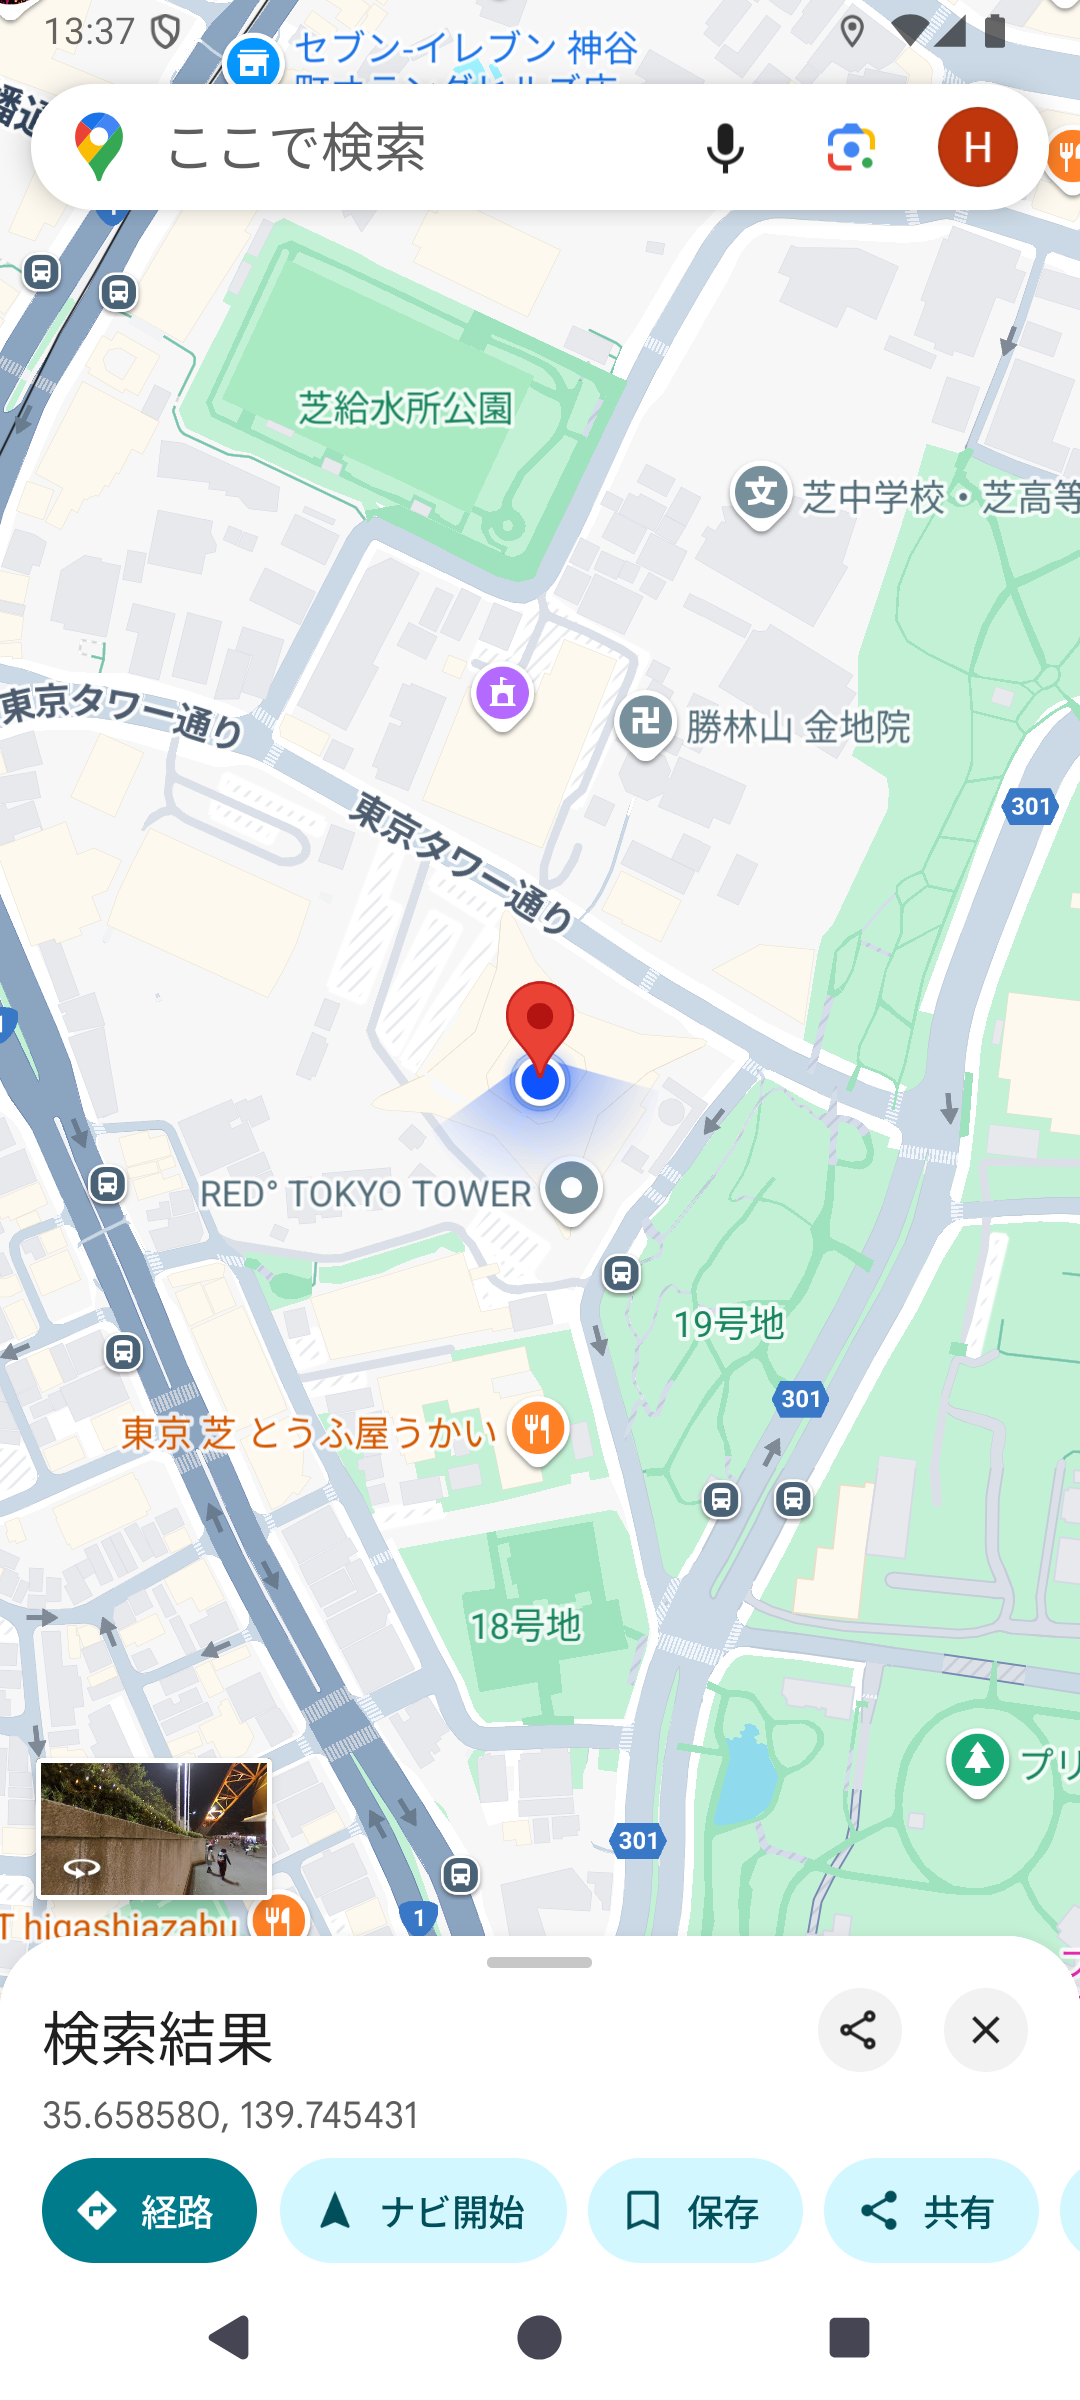 13:37
セブン-イレブン 神谷
ここで検索
H
芝給水所公園
文
芝中学校・芝高等
東京タワー通り
勝林山 金地院
301
東京タワー通り
RED° TOKYO TOWER
19号地
301
東京 芝 とうふ屋うかい
18号地
プリ
301
1
T higashiazabu
検索結果
35.658580, 139.745431
経路
ナビ開始
保存
共有